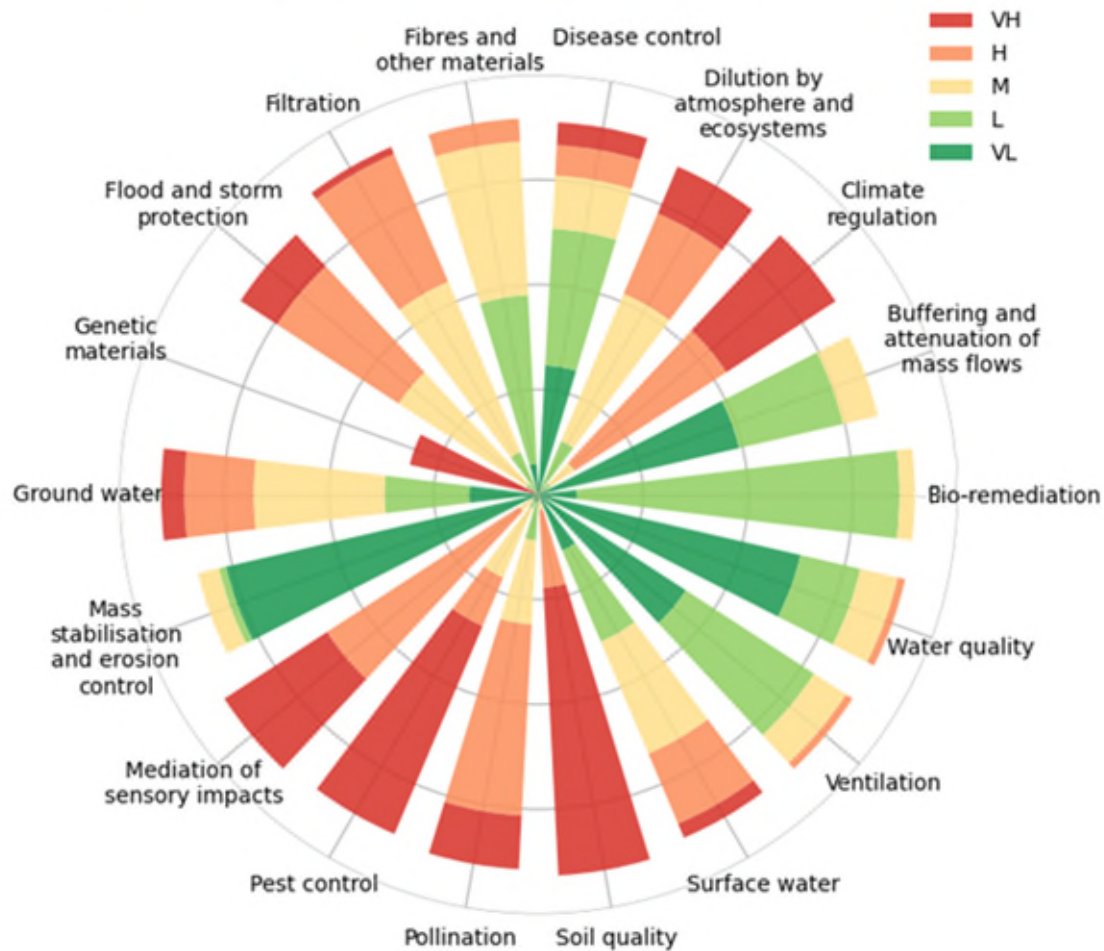 Fibres and
other materials
Disease control
VH
H
M
L
VL
Filtration
Dilution by
atmosphere and
ecosystems
Flood and storm
protection
Climate
regulation
Genetic
materials
Buffering and
attenuation of
mass flows
Ground water
Bio-remediation
Mass
stabilisation
and erosion
control
Water quality
Mediation of
sensory impacts
Ventilation
Pest control
Surface water
Pollination
Soil quality